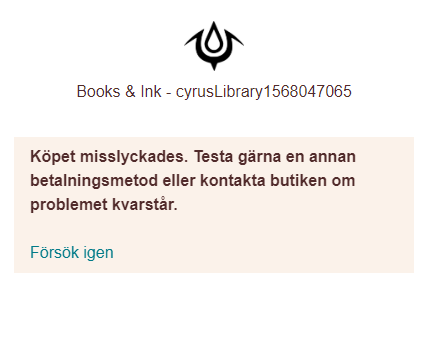 Books & Ink - cyrusLibrary1568047065
Köpet misslyckades. Testa gärna en annan
betalningsmetod eller kontakta butiken om
problemet kvarstår.
Försök igen